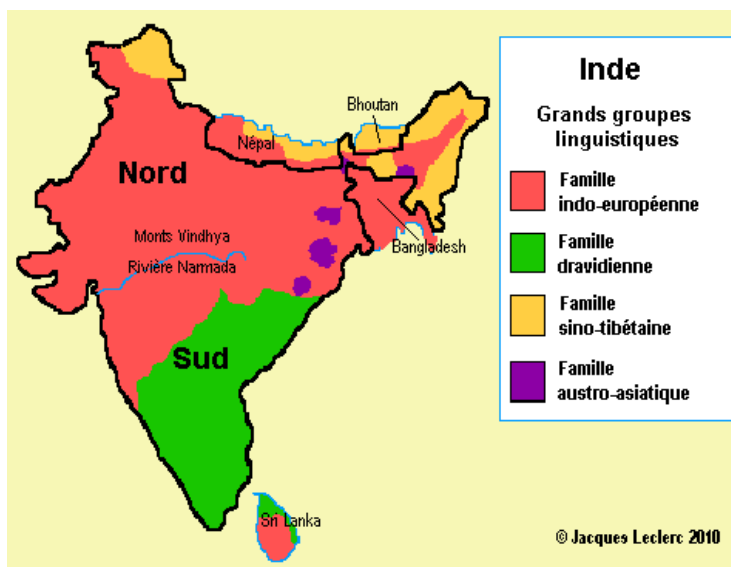 Inde
Grands groupes
linguistiques
Famille
indo-européenne
Famille
dravidienne
Famille
sino-tibétaine
Famille
austro-asiatique
Bhoutan
Népal
Nord
Monts Vindhya
Bangladesh
Rivière Narmada
Sud
Sri Lanka
© Jacques Leclerc 2010